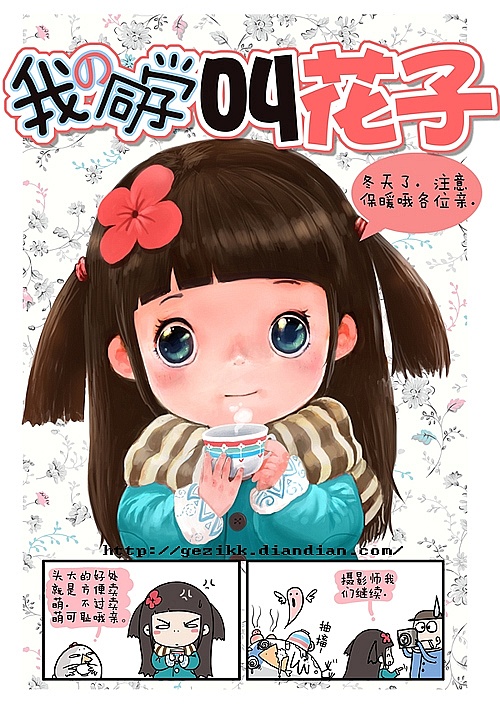 我の同学04花子
冬天了．注意
保暖哦各位亲．
http://gezikk.diandian.com/
头大的好处
就是方便卖
萌．不过卖
萌可耻哦亲．
抽搐
摄影师我
们继续．